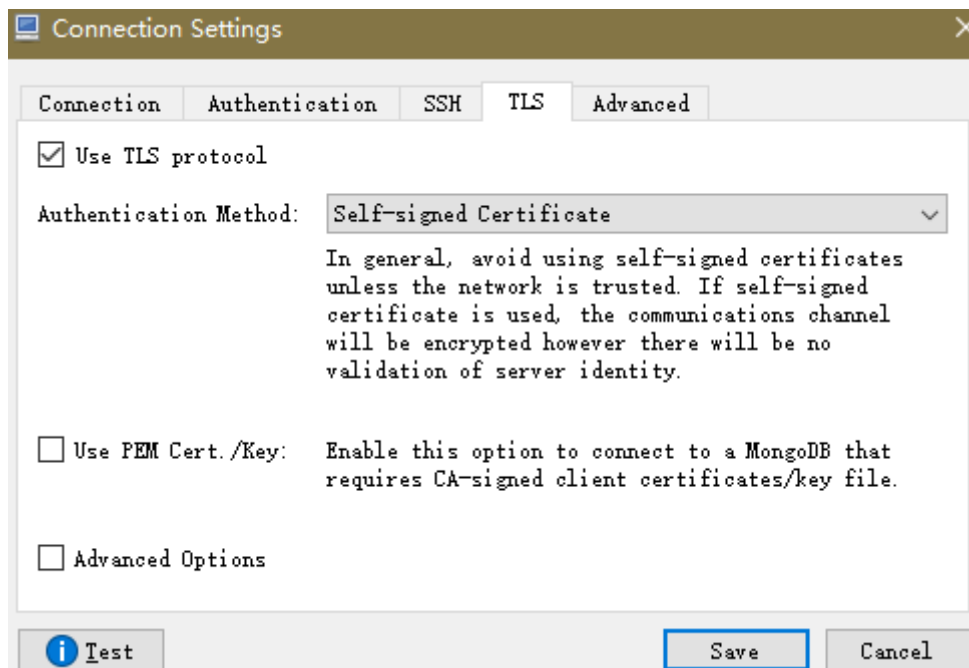 Connection Settings
Connection Authentication SSH TLS Advanced
Use TLS protocol
Authentication Method: Self-signed Certificate
In general, avoid using self-signed certificates
unless the network is trusted. If self-signed
certificate is used, the communications channel
will be encrypted however there will be no
validation of server identity.
Use PEM Cert./Key: Enable this option to connect to a MongoDB that
requires CA-signed client certificates/key file.
Advanced Options
Test Save Cancel